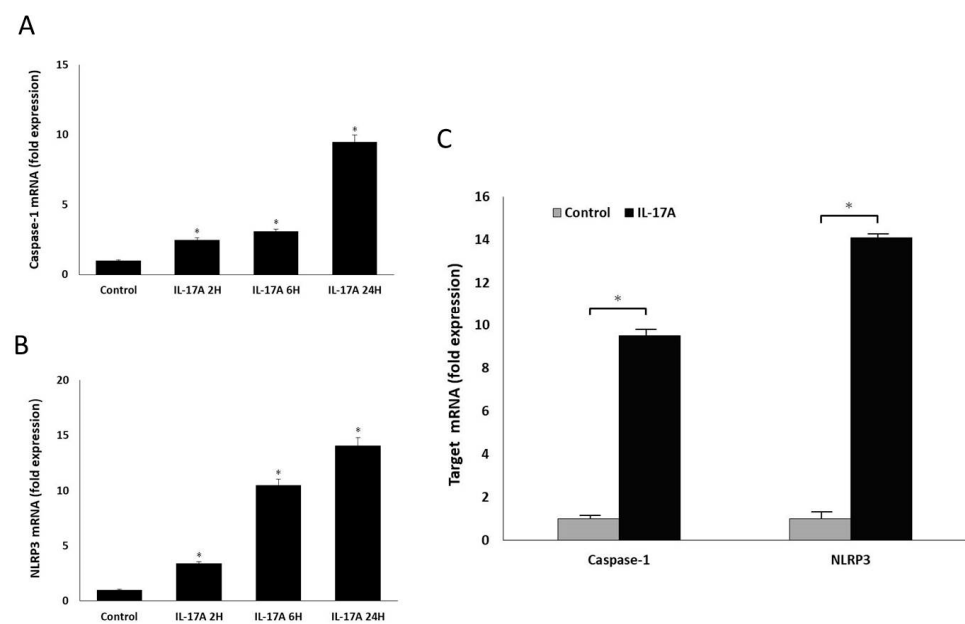 A
Caspase-1 mRNA (fold expression)
15
10
5
0
*
*
*
Control
IL-17A 2H
IL-17A 6H
IL-17A 24H
B
NLRP3 mRNA (fold expression)
20
15
10
5
0
*
*
*
Control
IL-17A 2H
IL-17A 6H
IL-17A 24H
C
Target mRNA (fold expression)
16
14
12
10
8
6
4
2
0
Control
IL-17A
*
*
Caspase-1
NLRP3